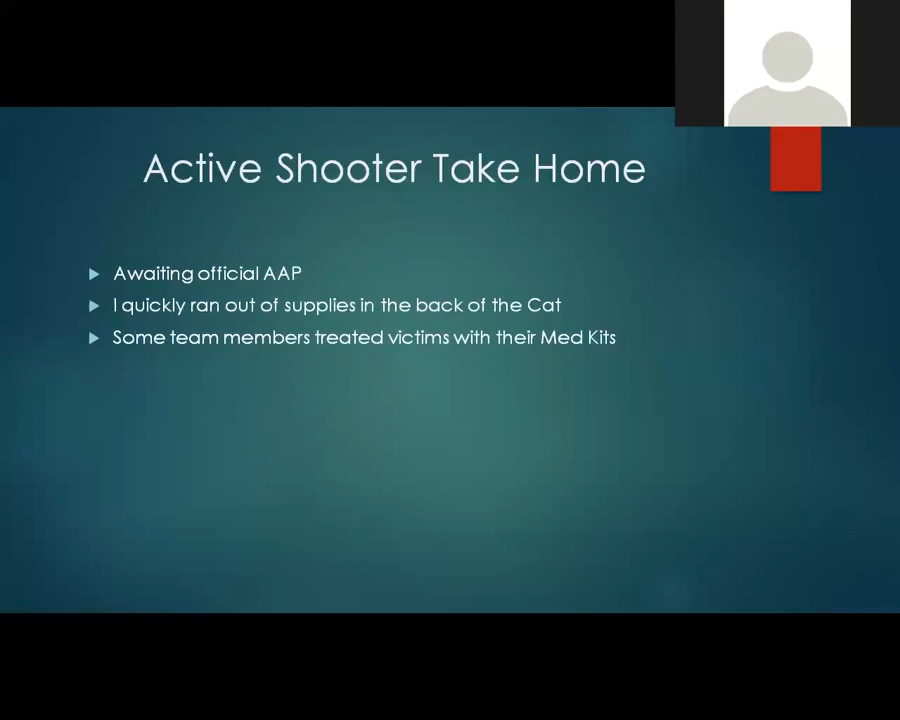 Active Shooter Take Home
Awaiting official AAP
I quickly ran out of supplies in the back of the Cat
Some team members treated victims with their Med Kits